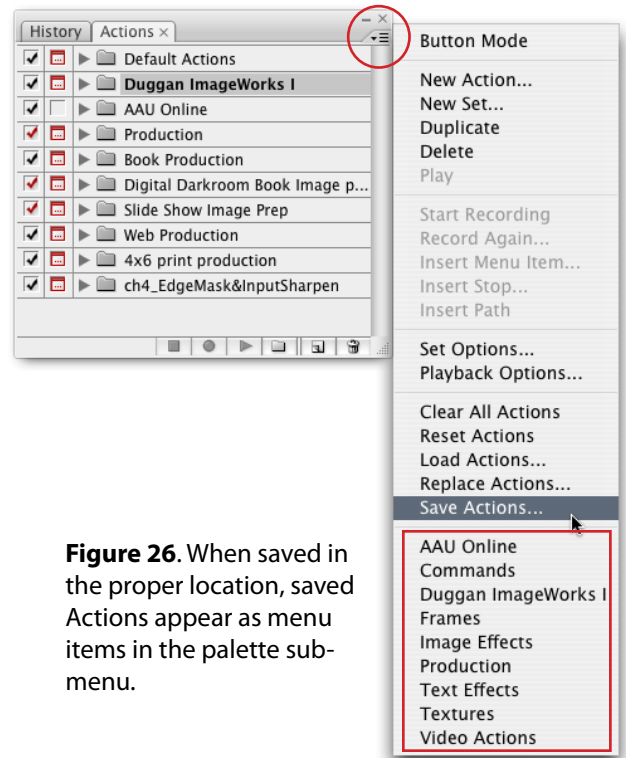 History Actions ×
Default Actions
Duggan ImageWorks I
AAU Online
Production
Book Production
Digital Darkroom Book Image p...
Slide Show Image Prep
Web Production
4x6 print production
ch4_EdgeMask&InputSharpen
Button Mode
New Action...
New Set...
Duplicate
Delete
Play
Start Recording
Record Again...
Insert Menu Item...
Insert Stop...
Insert Path
Set Options...
Playback Options...
Clear All Actions
Reset Actions
Load Actions...
Replace Actions...
Save Actions...
AAU Online
Commands
Duggan ImageWorks I
Frames
Image Effects
Production
Text Effects
Textures
Video Actions
Figure 26. When saved in
the proper location, saved
Actions appear as menu
items in the palette sub-
menu.